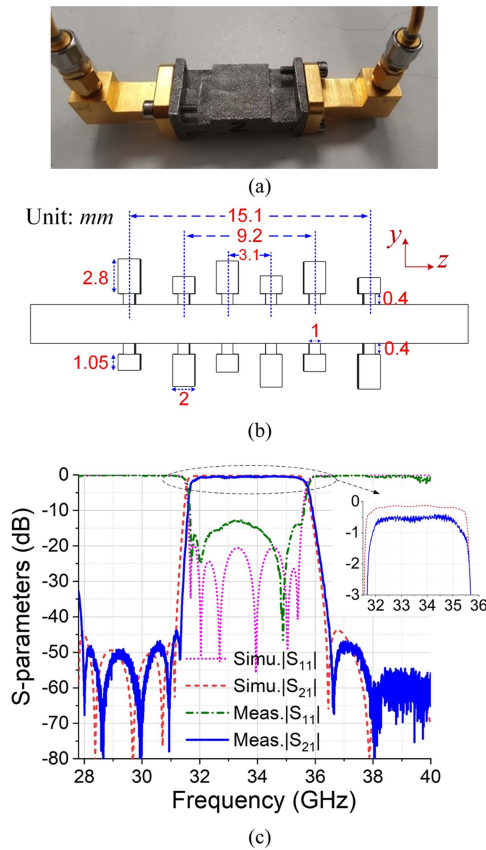 (a)
Unit: mm
15.1
9.2
3.1
2.8
y
z
0.4
1.05
2
1
0.4
(b)
S-parameters (dB)
0
-10
-20
-30
-40
-50
-60
-70
-80
28 30 32 34 36 38 40
Frequency (GHz)
Simu.|S11|
Simu.|S21|
Meas.|S11|
Meas.|S21|
0
-1
-2
-3
32 33 34 35 36
(c)